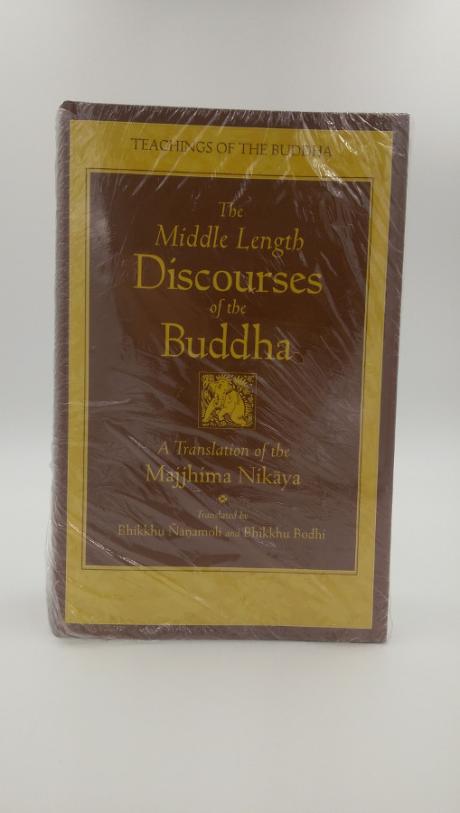 TEACHINGS OF THE BUDDHA
The
Middle Length
Discourses
of the
Buddha
A Translation of the
Majjhima Nikāya
Translated by
Bhikkhu Ñāṇamoli and Bhikkhu Bodhi